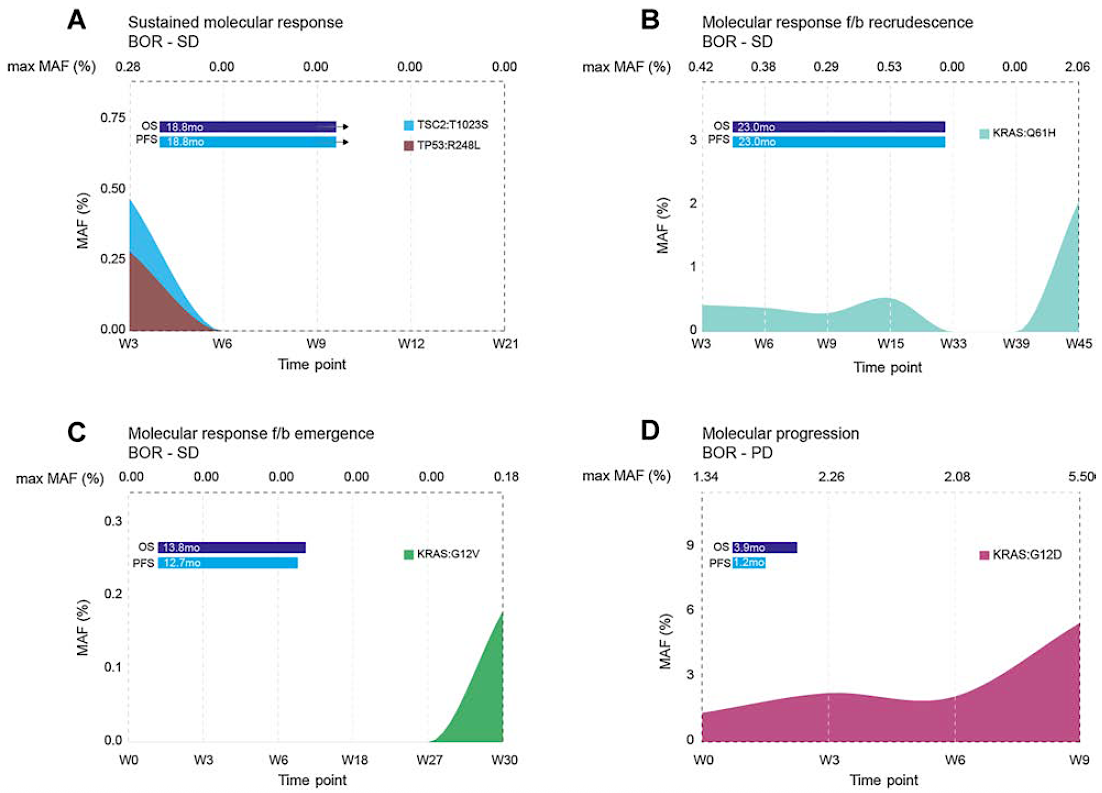 A
Sustained molecular response
BOR - SD
max MAF (%)
0.28 0.00 0.00 0.00 0.00
0.75
0.50
0.25
0.00
MAF (%)
OS 18.8mo
PFS 18.8mo
TSC2:T1023S
TP53:R248L
W3 W6 W9 W12 W21
Time point
B
Molecular response f/b recrudescence
BOR - SD
max MAF (%)
0.42 0.38 0.29 0.53 0.00 0.00 2.06
3
2
1
0
MAF (%)
OS 23.0mo
PFS 23.0mo
KRAS:Q61H
W3 W6 W9 W15 W33 W39 W45
Time point
C
Molecular response f/b emergence
BOR - SD
max MAF (%)
0.00 0.00 0.00 0.00 0.00 0.18
0.3
0.2
0.1
0.0
MAF (%)
OS 13.8mo
PFS 12.7mo
KRAS:G12V
W0 W3 W6 W18 W27 W30
Time point
D
Molecular progression
BOR - PD
max MAF (%)
1.34 2.26 2.08 5.50
9
6
3
0
MAF (%)
OS 3.9mo
PFS 1.2mo
KRAS:G12D
W0 W3 W6 W9
Time point